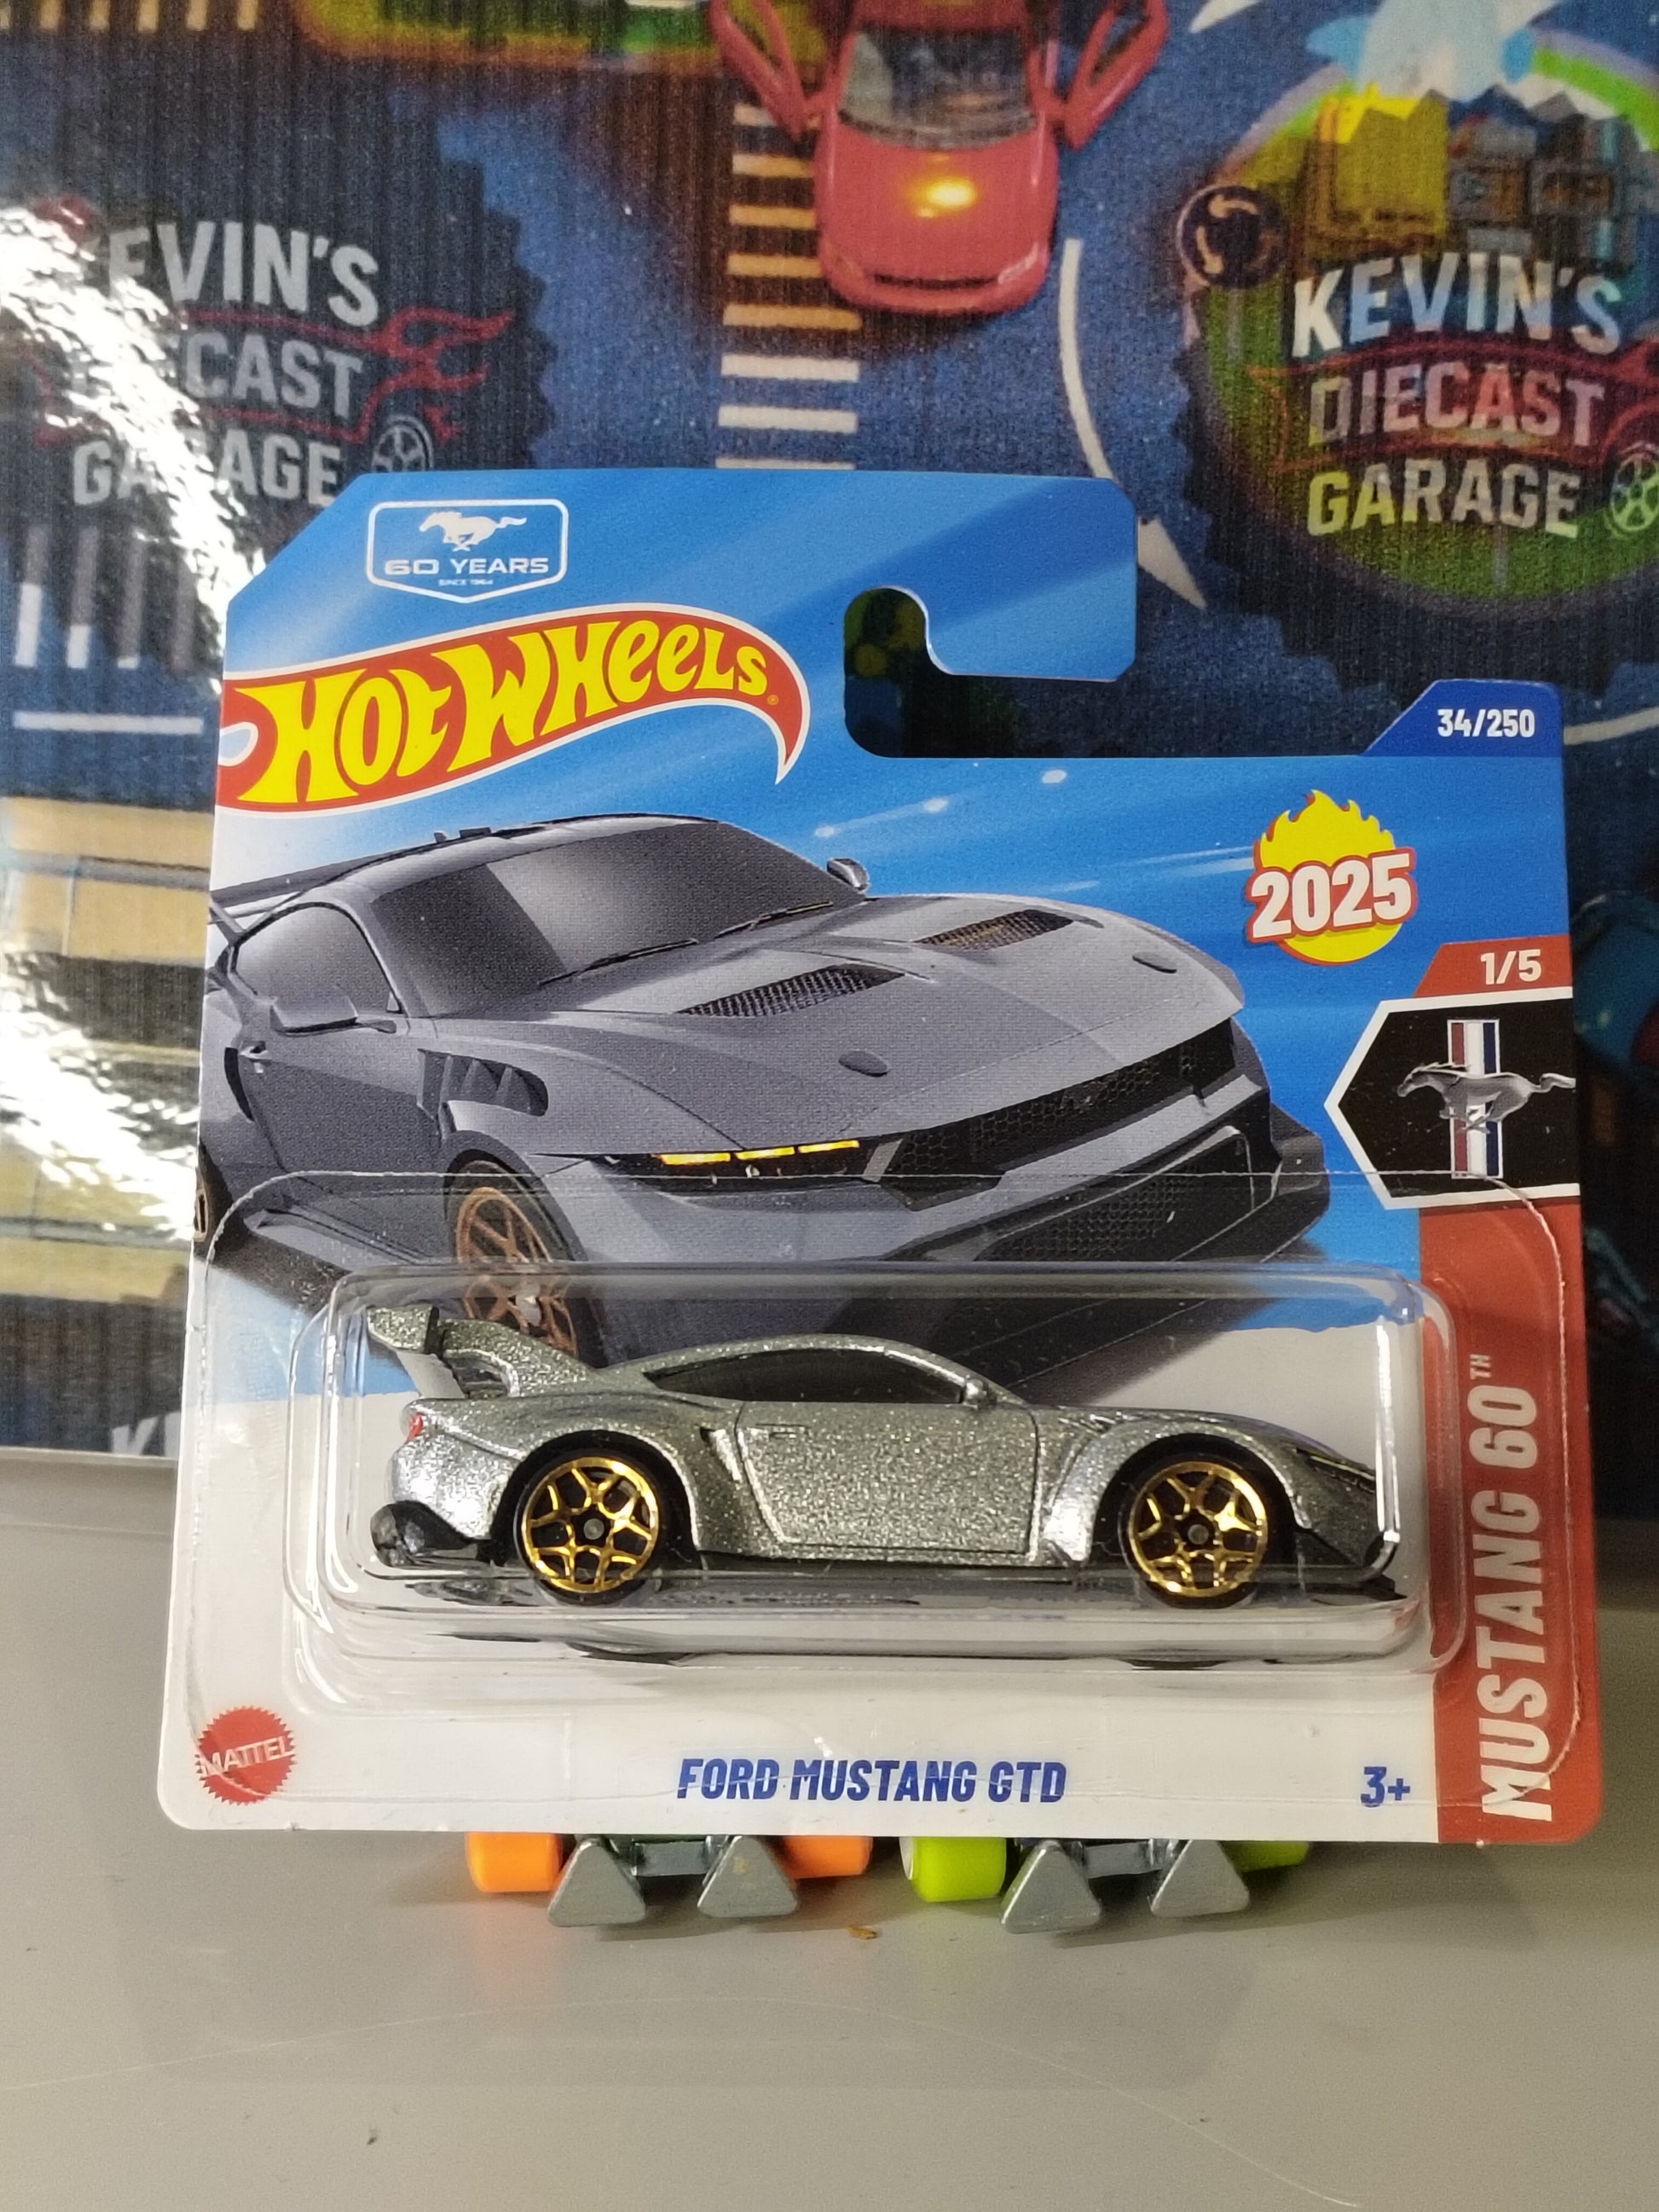 KEVIN'S
DIECAST
GARAGE
KEVIN'S
DIECAST
GARAGE
60 YEARS
SINCE 1964
HOT WHEELS
34/250
2025
1/5
MUSTANG 60™
MATTEL
FORD MUSTANG GTD
3+